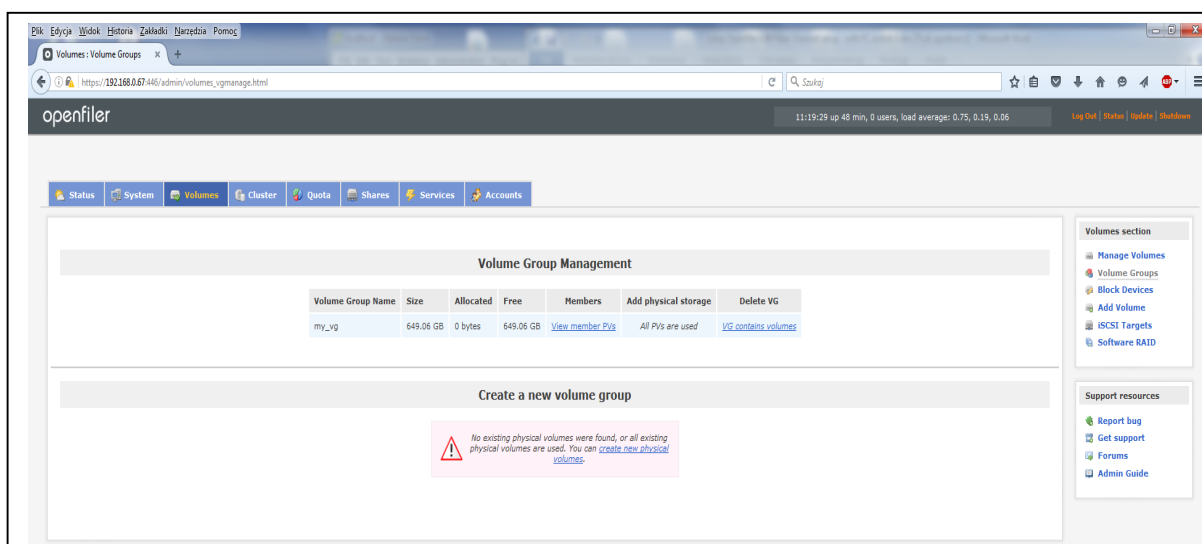 Plik Edycja Widok Historia Zakładki Narzędzia Pomoc
Volumes : Volume Groups × +
https://192.168.0.67:446/admin/volumes_vgmanage.html
Szukaj
ABP
openfiler
11:19:29 up 48 min, 0 users, load average: 0.75, 0.19, 0.06
Log Out | Status | Update | Shutdown
Status System Volumes Cluster Quota Shares Services Accounts
Volume Group Management
Volume Group Name Size Allocated Free Members Add physical storage Delete VG
my_vg 649.06 GB 0 bytes 649.06 GB View member PVs All PVs are used VG contains volumes
Create a new volume group
No existing physical volumes were found, or all existing
physical volumes are used. You can create new physical
volumes.
Volumes section
Manage Volumes
Volume Groups
Block Devices
Add Volume
iSCSI Targets
Software RAID
Support resources
Report bug
Get support
Forums
Admin Guide